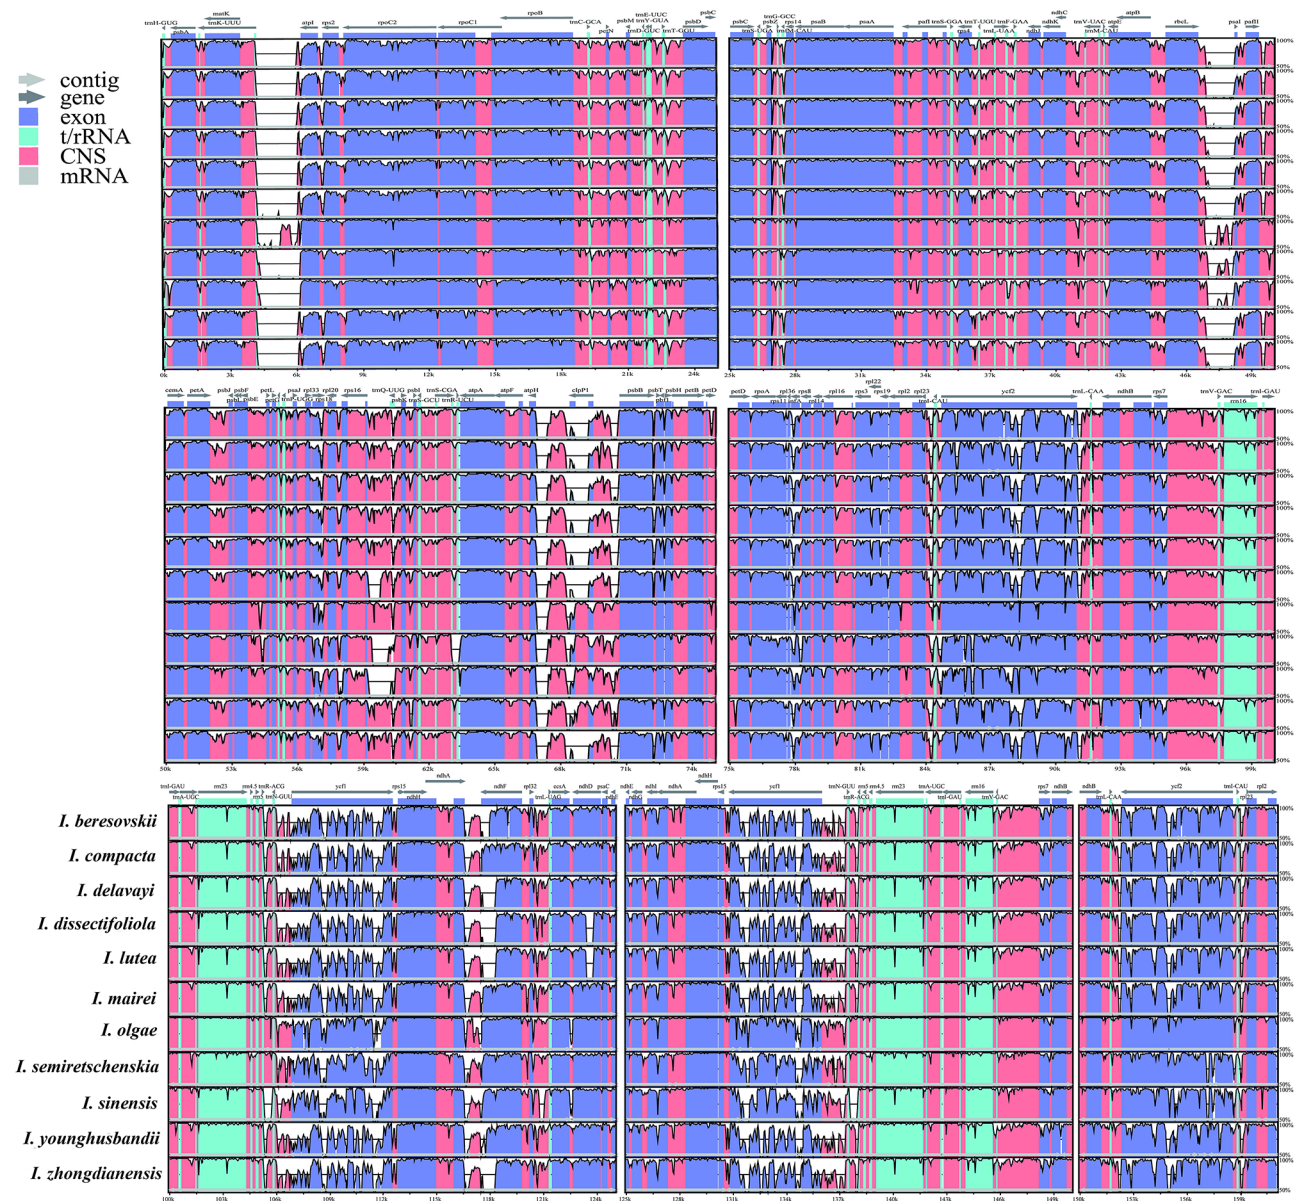 trnH-GUG matK trnK-UUU atpI rps2 rpoC2 rpoC1 rpoB trnC-GCA psbM trnE-UUC trnY-GUA psbD psbC
psbA petN trnD-GUC trnT-GGU
psbC psbZ trnG-GCC rps14 psaB psaA pafI trnS-GGA trnT-UGU trnF-GAA ndhK ndhC trnV-UAC atpE atpB rbcL psaI pafII
trnS-UGA trnfM-CAU rps4 trnL-UAA ndhJ trnM-CAU
contig
gene
exon
t/rRNA
CNS
mRNA
100%
50%
0k 3k 6k 9k 12k 15k 18k 21k 24k
25k 28k 31k 34k 37k 40k 43k 46k 49k
cemA petA psbJ psbF petL psaJ rpl33 rpl20 rps16 trnQ-UUG psbI trnS-CGA atpA atpF atpH clpP1 psbB psbT psbH petB petD
psbL psbE petG trnP-UGG rps18 psbK trnS-GCU trnR-UCU
petD rpoA rpl36 rps8 rpl16 rps3 rpl22 rpl2 rpl23 ycf2 trnL-CAA ndhB rps7 trnV-GAC trnI-GAU
rps11 infA rpl14 rps19 trnI-CAU rrn16
50k 53k 56k 59k 62k 65k 68k 71k 74k
75k 78k 81k 84k 87k 90k 93k 96k 99k
trnI-GAU rrn23 rrn4.5 trnR-ACG ycf1 rps15 ndhA ndhF rpl32 ccsA ndhD psaC ndhE ndhI ndhA ndhH rps15 ycf1 trnN-GUU rrn5 rrn4.5 rrn23 trnA-UGC rrn16 rps7 ndhB ndhB ycf2 trnI-CAU rpl2
trnA-UGC rrn5 trnN-GUU ndhH trnL-UAG ndhG trnR-ACG trnI-GAU trnV-GAC trnL-CAA rpl23
I. beresovskii
I. compacta
I. delavayi
I. dissectifoliola
I. lutea
I. mairei
I. olgae
I. semiretschenskia
I. sinensis
I. younghusbandii
I. zhongdianensis
100k 103k 106k 109k 112k 115k 118k 121k 124k
125k 128k 131k 134k 137k 140k 143k 146k 149k
150k 153k 156k 159k